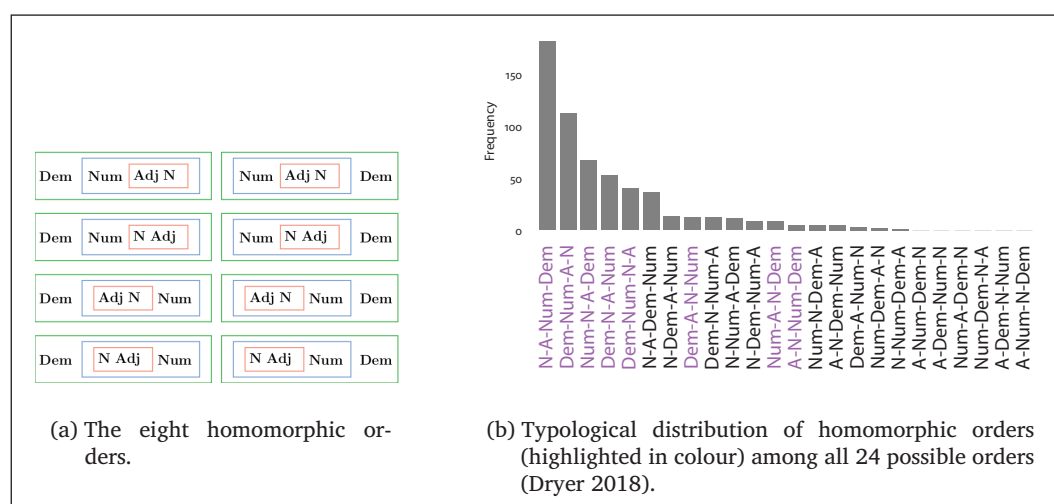 Dem Num Adj N
Num Adj N Dem
Dem Num N Adj
Num N Adj Dem
Dem Adj N Num
Adj N Num Dem
Dem N Adj Num
N Adj Num Dem
(a) The eight homomorphic or-
ders.
Frequency
150
100
50
0
N-A-Num-Dem
Dem-Num-A-N
Num-N-A-Dem
Dem-N-A-Num
Dem-Num-N-A
N-A-Dem-Num
N-Dem-A-Num
Dem-A-N-Num
Dem-N-Num-A
N-Num-A-Dem
N-Dem-Num-A
Num-A-N-Dem
A-N-Num-Dem
Num-N-Dem-A
A-N-Dem-Num
Dem-A-Num-N
Num-Dem-A-N
N-Num-Dem-A
A-Num-Dem-N
A-Dem-Num-N
Num-A-Dem-N
Num-Dem-N-A
A-Dem-N-Num
A-Num-N-Dem
(b) Typological distribution of homomorphic orders
(highlighted in colour) among all 24 possible orders
(Dryer 2018).